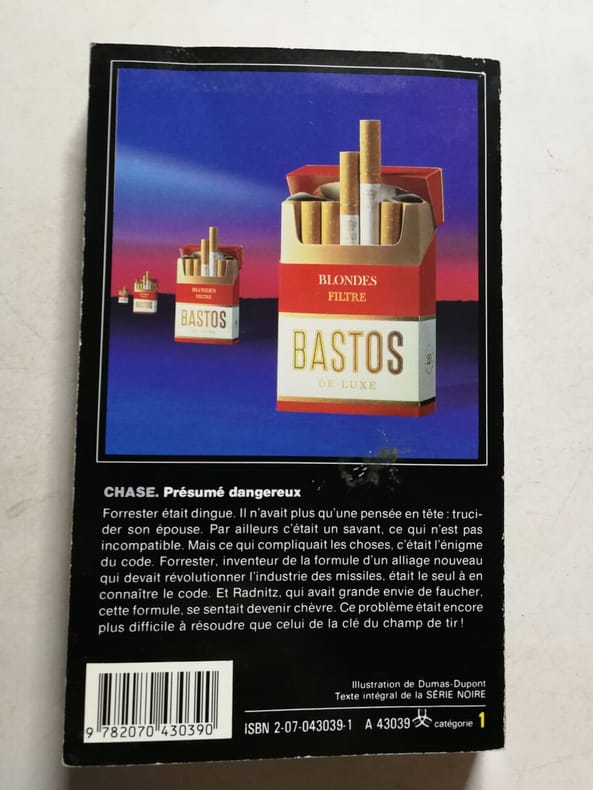 BLONDES
FILTRE
BASTOS
DE LUXE
20
BLONDES
FILTRE
BASTOS
DE LUXE
BASTOS
CHASE. Présumé dangereux
Forrester était dingue. Il n'avait plus qu'une pensée en tête : truci-
der son épouse. Par ailleurs c'était un savant, ce qui n'est pas
incompatible. Mais ce qui compliquait les choses, c'était l'énigme
du code. Forrester, inventeur de la formule d'un alliage nouveau
qui devait révolutionner l'industrie des missiles, était le seul à en
connaître le code. Et Radnitz, qui avait grande envie de faucher,
cette formule, se sentait devenir chèvre. Ce problème était encore
plus difficile à résoudre que celui de la clé du champ de tir !
Illustration de Dumas-Dupont
Texte intégral de la SÉRIE NOIRE
9 782070 430390
ISBN 2-07-043039-1 A 43039 catégorie 1